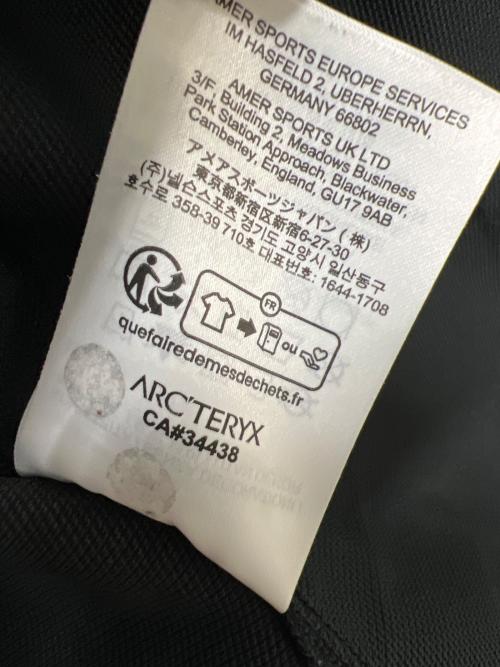 AMER SPORTS EUROPE SERVICES
IM HASFELD 2, UBERHERRN,
GERMANY 66802
AMER SPORTS UK LTD
3/F, Building 2, Meadows Business
Park Station Approach, Blackwater,
Camberley, England, GU17 9AB
アメアスポーツジャパン (株)
東京都新宿区新宿6-27-30
(주)넬슨스포츠 경기도 고양시 일산동구
호수로 358-39 710호 대표번호: 1644-1708
FR
ou
quefairedemesdechets.fr
ARC'TERYX
CA#34438